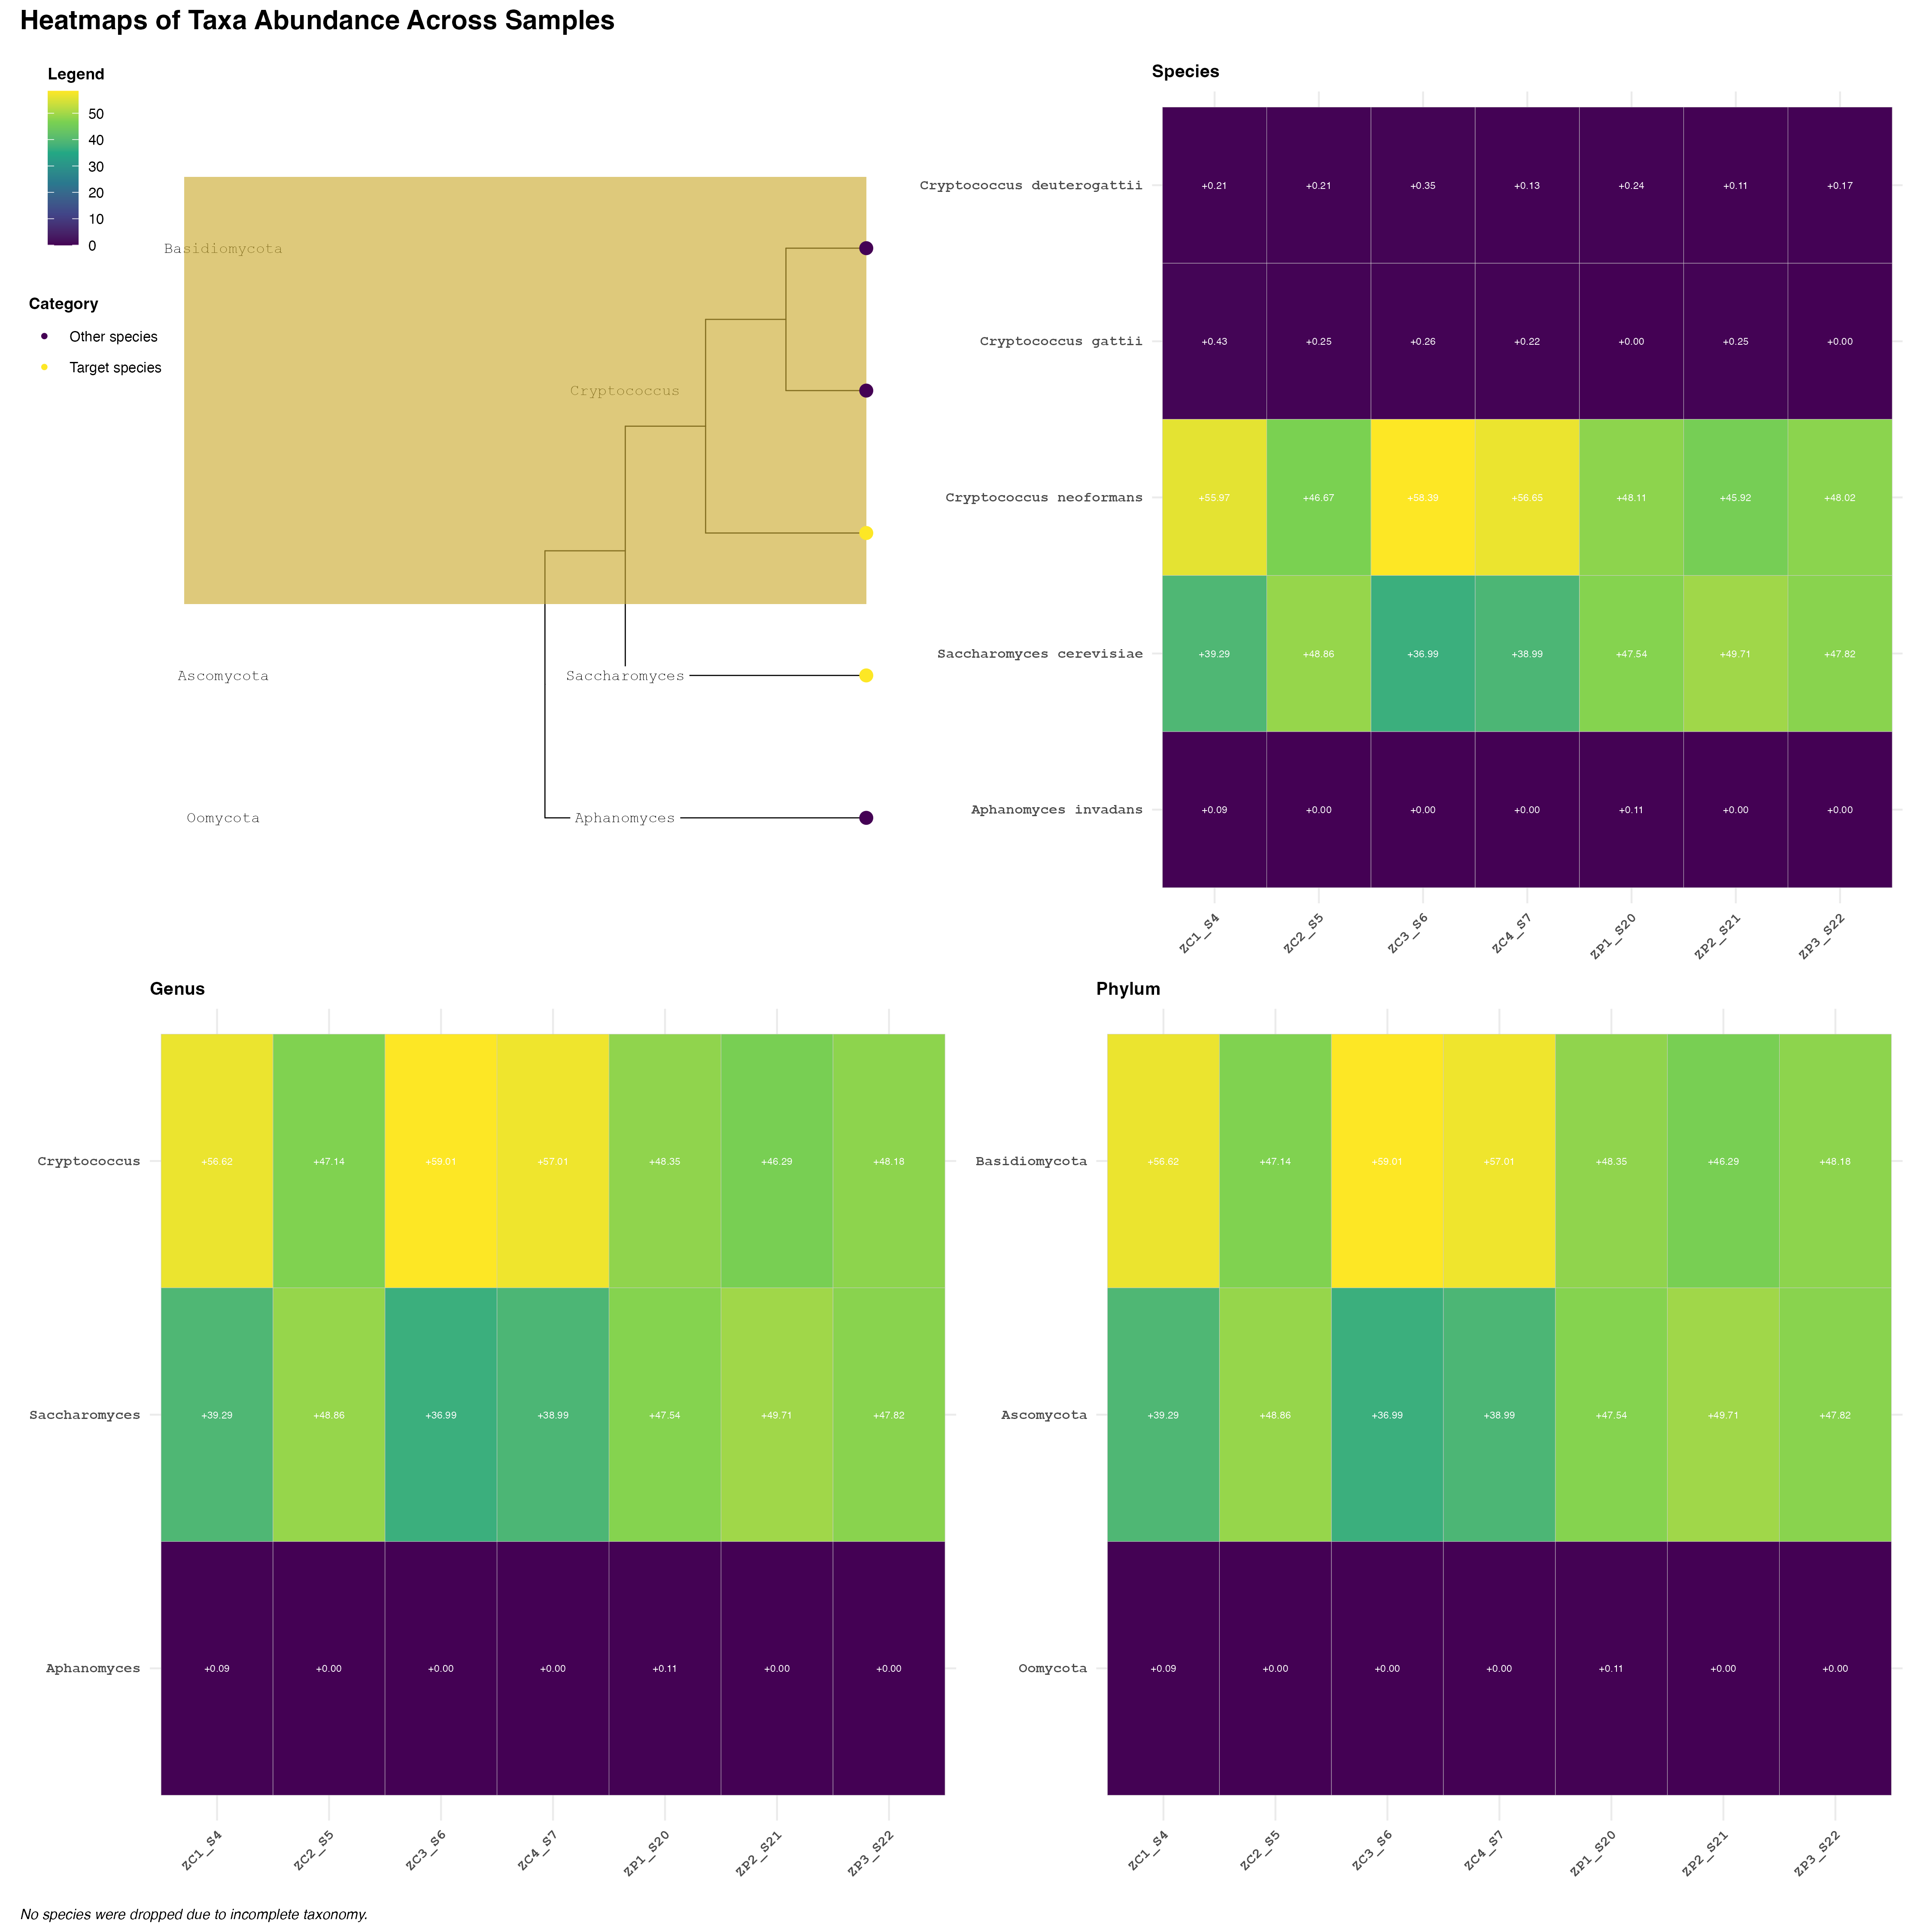 Heatmaps of Taxa Abundance Across Samples
Legend
50
40
30
20
10
0
Category
Other species
Target species
Basidiomycota
Cryptococcus
Ascomycota
Saccharomyces
Oomycota
Aphanomyces
Species
Cryptococcus deuterogattii +0.21 +0.21 +0.35 +0.13 +0.24 +0.11 +0.17
Cryptococcus gattii +0.43 +0.25 +0.26 +0.22 +0.00 +0.25 +0.00
Cryptococcus neoformans +55.97 +46.67 +58.39 +56.65 +48.11 +45.92 +48.02
Saccharomyces cerevisiae +39.29 +48.86 +36.99 +38.99 +47.54 +49.71 +47.82
Aphanomyces invadans +0.09 +0.00 +0.00 +0.00 +0.11 +0.00 +0.00
ZC1_S4 ZC2_S5 ZC3_S6 ZC4_S7 ZP1_S20 ZP2_S21 ZP3_S22
Genus
Cryptococcus +56.62 +47.14 +59.01 +57.01 +48.35 +46.29 +48.18
Saccharomyces +39.29 +48.86 +36.99 +38.99 +47.54 +49.71 +47.82
Aphanomyces +0.09 +0.00 +0.00 +0.00 +0.11 +0.00 +0.00
ZC1_S4 ZC2_S5 ZC3_S6 ZC4_S7 ZP1_S20 ZP2_S21 ZP3_S22
Phylum
Basidiomycota +56.62 +47.14 +59.01 +57.01 +48.35 +46.29 +48.18
Ascomycota +39.29 +48.86 +36.99 +38.99 +47.54 +49.71 +47.82
Oomycota +0.09 +0.00 +0.00 +0.00 +0.11 +0.00 +0.00
ZC1_S4 ZC2_S5 ZC3_S6 ZC4_S7 ZP1_S20 ZP2_S21 ZP3_S22
No species were dropped due to incomplete taxonomy.